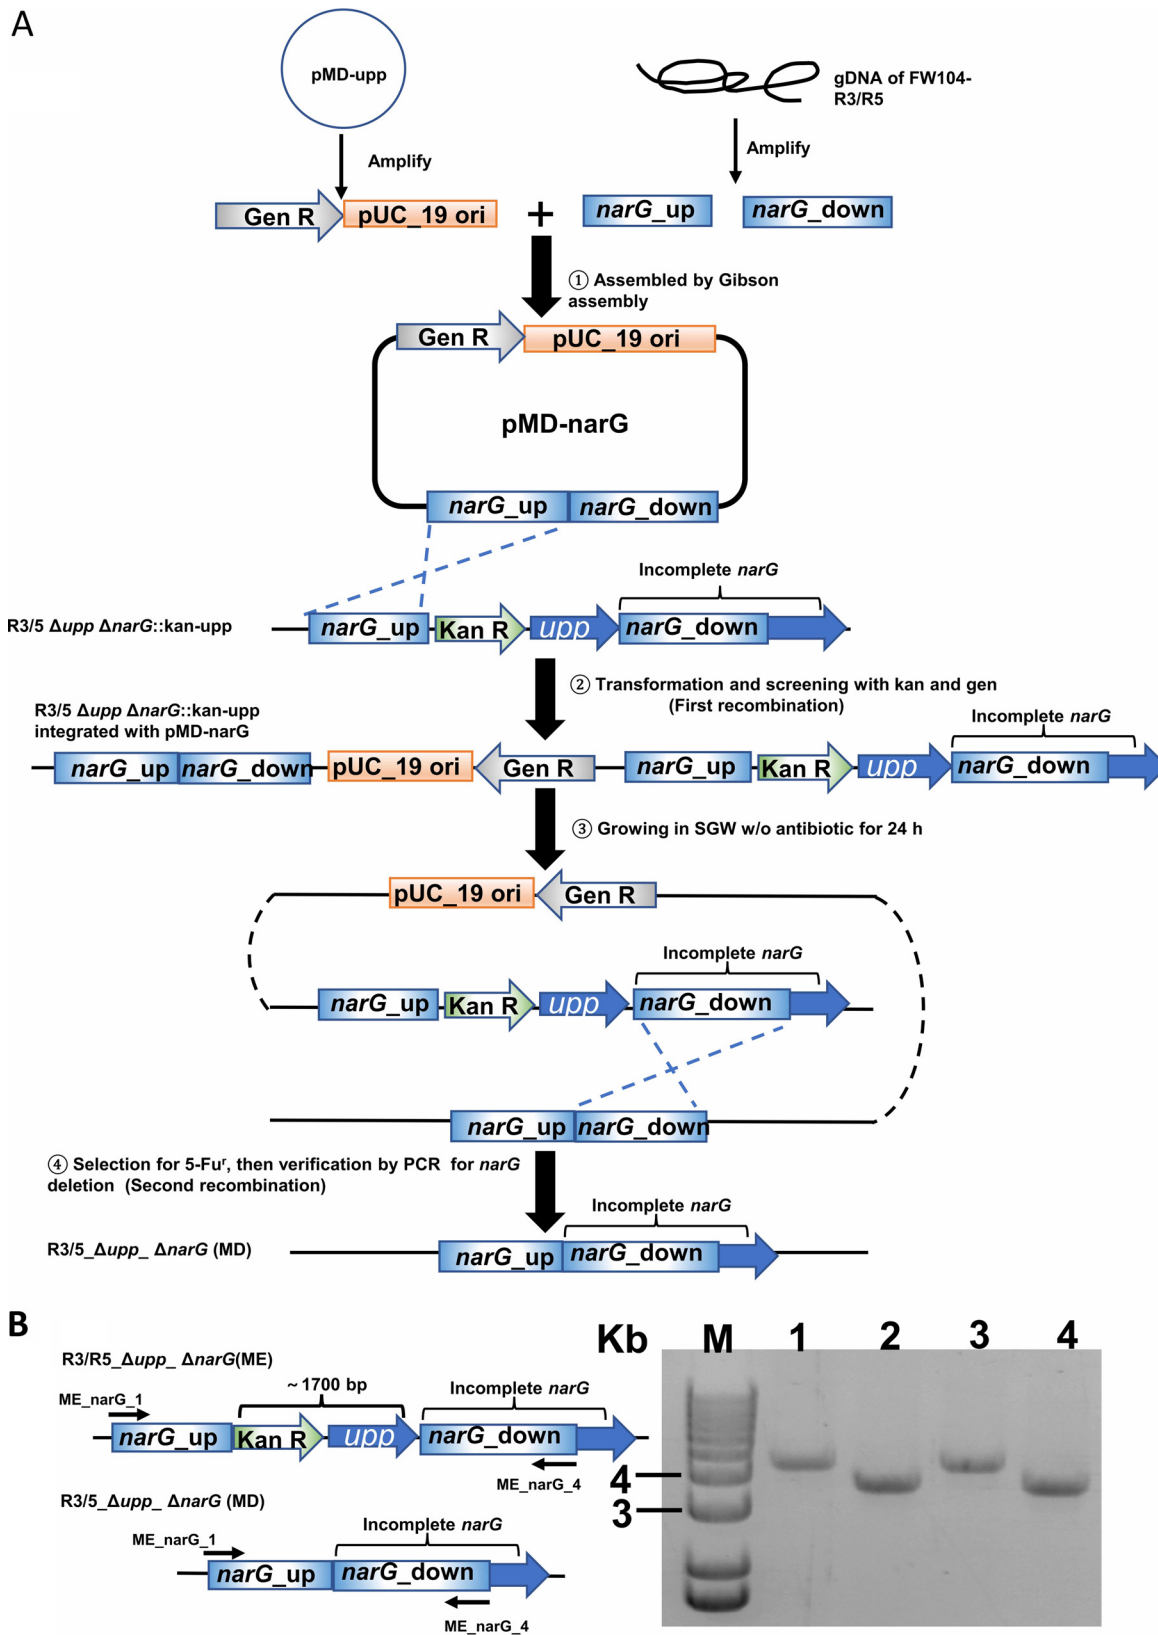 A
pMD-upp
gDNA of FW104-
R3/R5
Amplify
Amplify
Gen R
pUC_19 ori
+
narG_up
narG_down
① Assembled by Gibson
assembly
Gen R
pUC_19 ori
pMD-narG
narG_up
narG_down
Incomplete narG
R3/5 Δupp ΔnarG::kan-upp
narG_up
Kan R
upp
narG_down
② Transformation and screening with kan and gen
(First recombination)
R3/5 Δupp ΔnarG::kan-upp
integrated with pMD-narG
Incomplete narG
narG_up
narG_down
pUC_19 ori
Gen R
narG_up
Kan R
upp
narG_down
③ Growing in SGW w/o antibiotic for 24 h
pUC_19 ori
Gen R
Incomplete narG
narG_up
Kan R
upp
narG_down
narG_up
narG_down
④ Selection for 5-Fuʳ, then verification by PCR for narG
deletion (Second recombination)
Incomplete narG
R3/5_Δupp_ ΔnarG (MD)
narG_up
narG_down
B
R3/R5_Δupp_ ΔnarG(ME)
~ 1700 bp
Incomplete narG
ME_narG_1
narG_up
Kan R
upp
narG_down
ME_narG_4
R3/5_Δupp_ ΔnarG (MD)
Incomplete narG
ME_narG_1
narG_up
narG_down
ME_narG_4
Kb
M
1
2
3
4
4
3